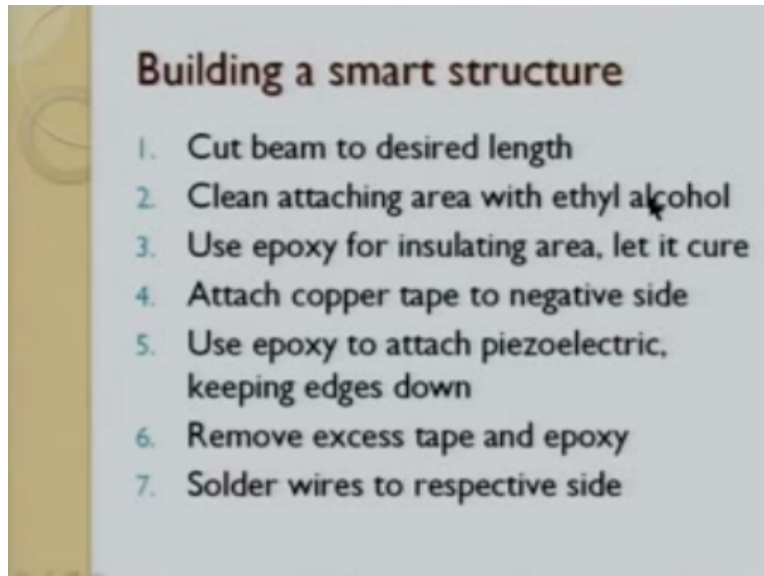 Building a smart structure
1. Cut beam to desired length
2. Clean attaching area with ethyl alcohol
3. Use epoxy for insulating area, let it cure
4. Attach copper tape to negative side
5. Use epoxy to attach piezoelectric,
keeping edges down
6. Remove excess tape and epoxy
7. Solder wires to respective side